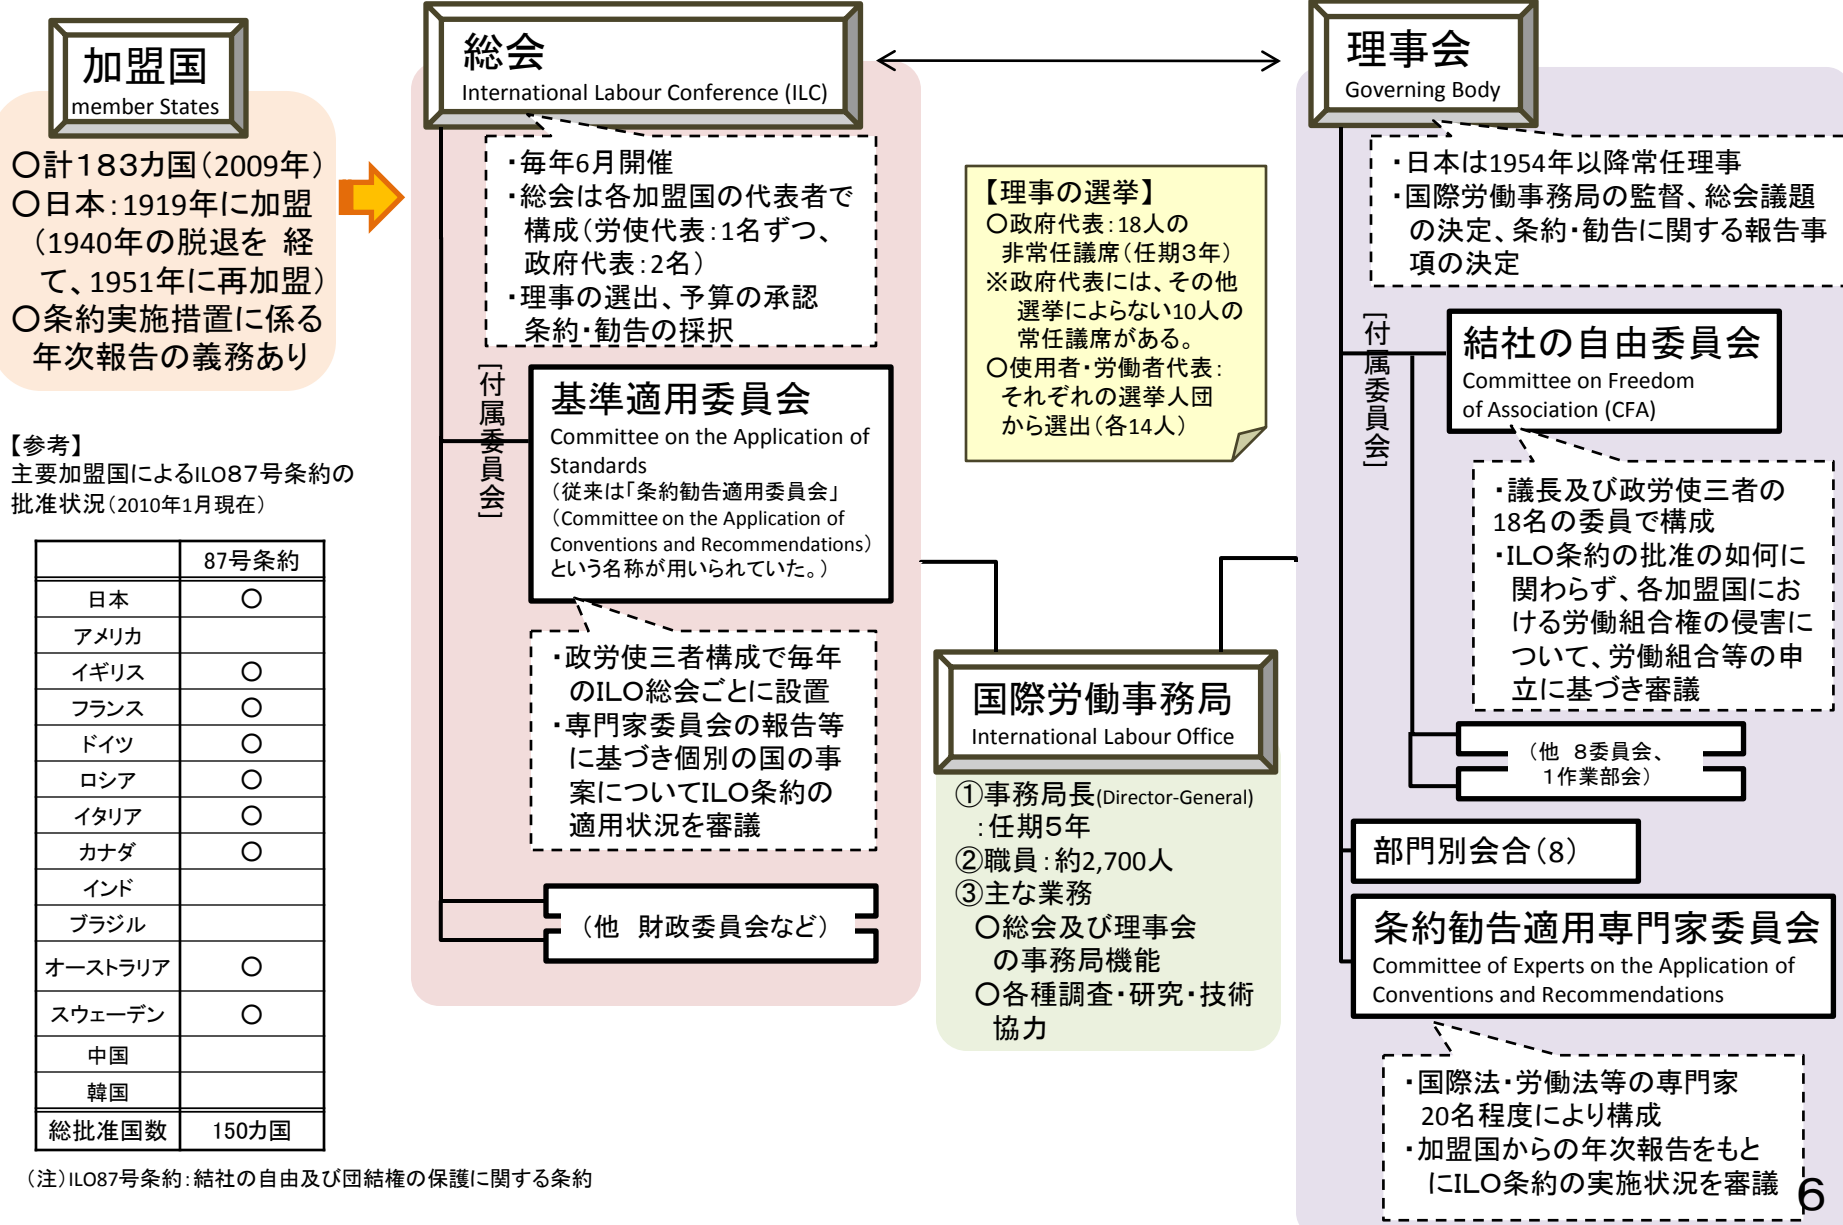 加盟国
member States
〇計183カ国（2009年）
〇日本：1919年に加盟
（1940年の脱退を 経
て、1951年に再加盟）
〇条約実施措置に係る
年次報告の義務あり
【参考】
主要加盟国によるILO87号条約の
批准状況（2010年1月現在）
87号条約
日本 〇
アメリカ
イギリス 〇
フランス 〇
ドイツ 〇
ロシア 〇
イタリア 〇
カナダ 〇
インド
ブラジル
オーストラリア 〇
スウェーデン 〇
中国
韓国
総批准国数 150カ国
（注）ILO87号条約：結社の自由及び団結権の保護に関する条約
総会
International Labour Conference (ILC)
・毎年6月開催
・総会は各加盟国の代表者で
構成（労使代表：1名ずつ、
政府代表：2名）
・理事の選出、予算の承認
条約・勧告の採択
[付属委員会]
基準適用委員会
Committee on the Application of
Standards
（従来は「条約勧告適用委員会」
（Committee on the Application of
Conventions and Recommendations）
という名称が用いられていた。）
・政労使三者構成で毎年
のILO総会ごとに設置
・専門家委員会の報告等
に基づき個別の国の事
案についてILO条約の
適用状況を審議
（他　財政委員会など）
【理事の選挙】
〇政府代表：18人の
非常任議席（任期３年）
※政府代表には、その他
選挙によらない10人の
常任議席がある。
〇使用者・労働者代表：
それぞれの選挙人団
から選出（各14人）
国際労働事務局
International Labour Office
①事務局長(Director-General)
：任期５年
②職員：約2,700人
③主な業務
〇総会及び理事会
の事務局機能
〇各種調査・研究・技術
協力
理事会
Governing Body
・日本は1954年以降常任理事
・国際労働事務局の監督、総会議題
の決定、条約・勧告に関する報告事
項の決定
[付属委員会]
結社の自由委員会
Committee on Freedom
of Association (CFA)
・議長及び政労使三者の
18名の委員で構成
・ILO条約の批准の如何に
関わらず、各加盟国にお
ける労働組合権の侵害に
ついて、労働組合等の申
立に基づき審議
（他　８委員会、
１作業部会）
部門別会合（8）
条約勧告適用専門家委員会
Committee of Experts on the Application of
Conventions and Recommendations
・国際法・労働法等の専門家
20名程度により構成
・加盟国からの年次報告をもと
にILO条約の実施状況を審議
6